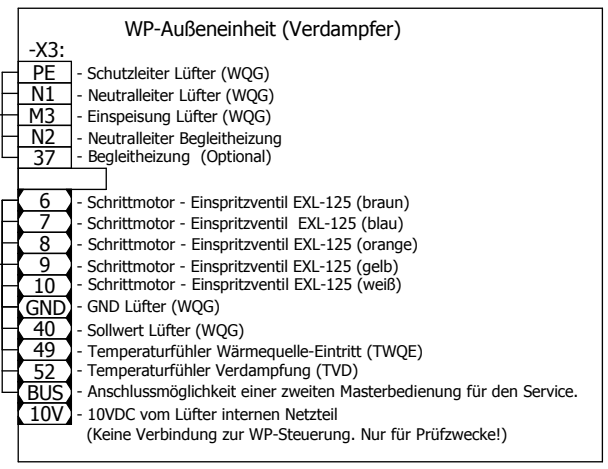 WP-Außeneinheit (Verdampfer)
-X3:
PE - Schutzleiter Lüfter (WQG)
N1 - Neutralleiter Lüfter (WQG)
M3 - Einspeisung Lüfter (WQG)
N2 - Neutralleiter Begleitheizung
37 - Begleitheizung (Optional)
6 - Schrittmotor - Einspritzventil EXL-125 (braun)
7 - Schrittmotor - Einspritzventil EXL-125 (blau)
8 - Schrittmotor - Einspritzventil EXL-125 (orange)
9 - Schrittmotor - Einspritzventil EXL-125 (gelb)
10 - Schrittmotor - Einspritzventil EXL-125 (weiß)
GND - GND Lüfter (WQG)
40 - Sollwert Lüfter (WQG)
49 - Temperaturfühler Wärmequelle-Eintritt (TWQE)
52 - Temperaturfühler Verdampfung (TVD)
BUS - Anschlussmöglichkeit einer zweiten Masterbedienung für den Service.
10V - 10VDC vom Lüfter internen Netzteil
(Keine Verbindung zur WP-Steuerung. Nur für Prüfzwecke!)